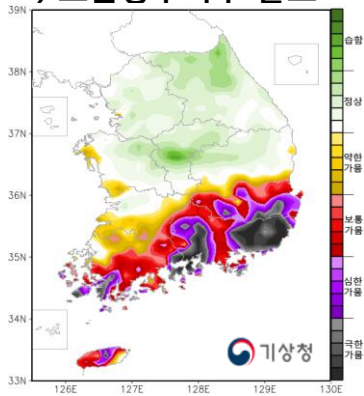 39N
38N
37N
36N
35N
34N
33N
126E
127E
128E
129E
130E
습함
정상
약한
가뭄
보통
가뭄
심한
가뭄
극한
가뭄
기상청